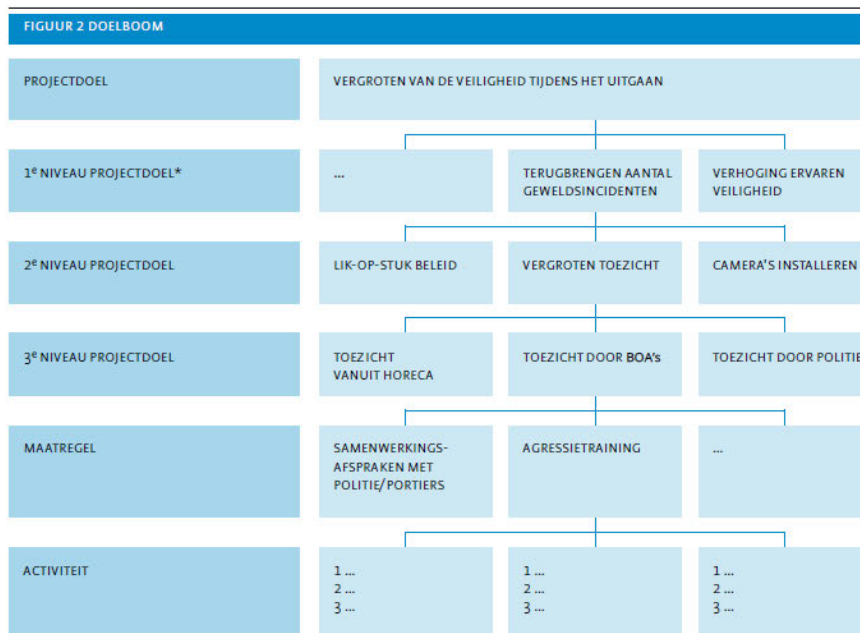 FIGUUR 2 DOELBOOM
PROJECTDOEL
VERGROTEN VAN DE VEILIGHEID TIJDENS HET UITGAAN
1e NIVEAU PROJECTDOEL*
...
TERUGBRENGEN AANTAL
GEWELDSINCIDENTEN
VERHOGING ERVAREN
VEILIGHEID
2e NIVEAU PROJECTDOEL
LIK-OP-STUK BELEID
VERGROTEN TOEZICHT
CAMERA'S INSTALLEREN
3e NIVEAU PROJECTDOEL
TOEZICHT
VANUIT HORECA
TOEZICHT DOOR BOA's
TOEZICHT DOOR POLITIE
MAATREGEL
SAMENWERKINGS-
AFSPRAKEN MET
POLITIE/PORTIERS
AGRESSIETRAINING
...
ACTIVITEIT
1 ...
2 ...
3 ...
1 ...
2 ...
3 ...
1 ...
2 ...
3 ...